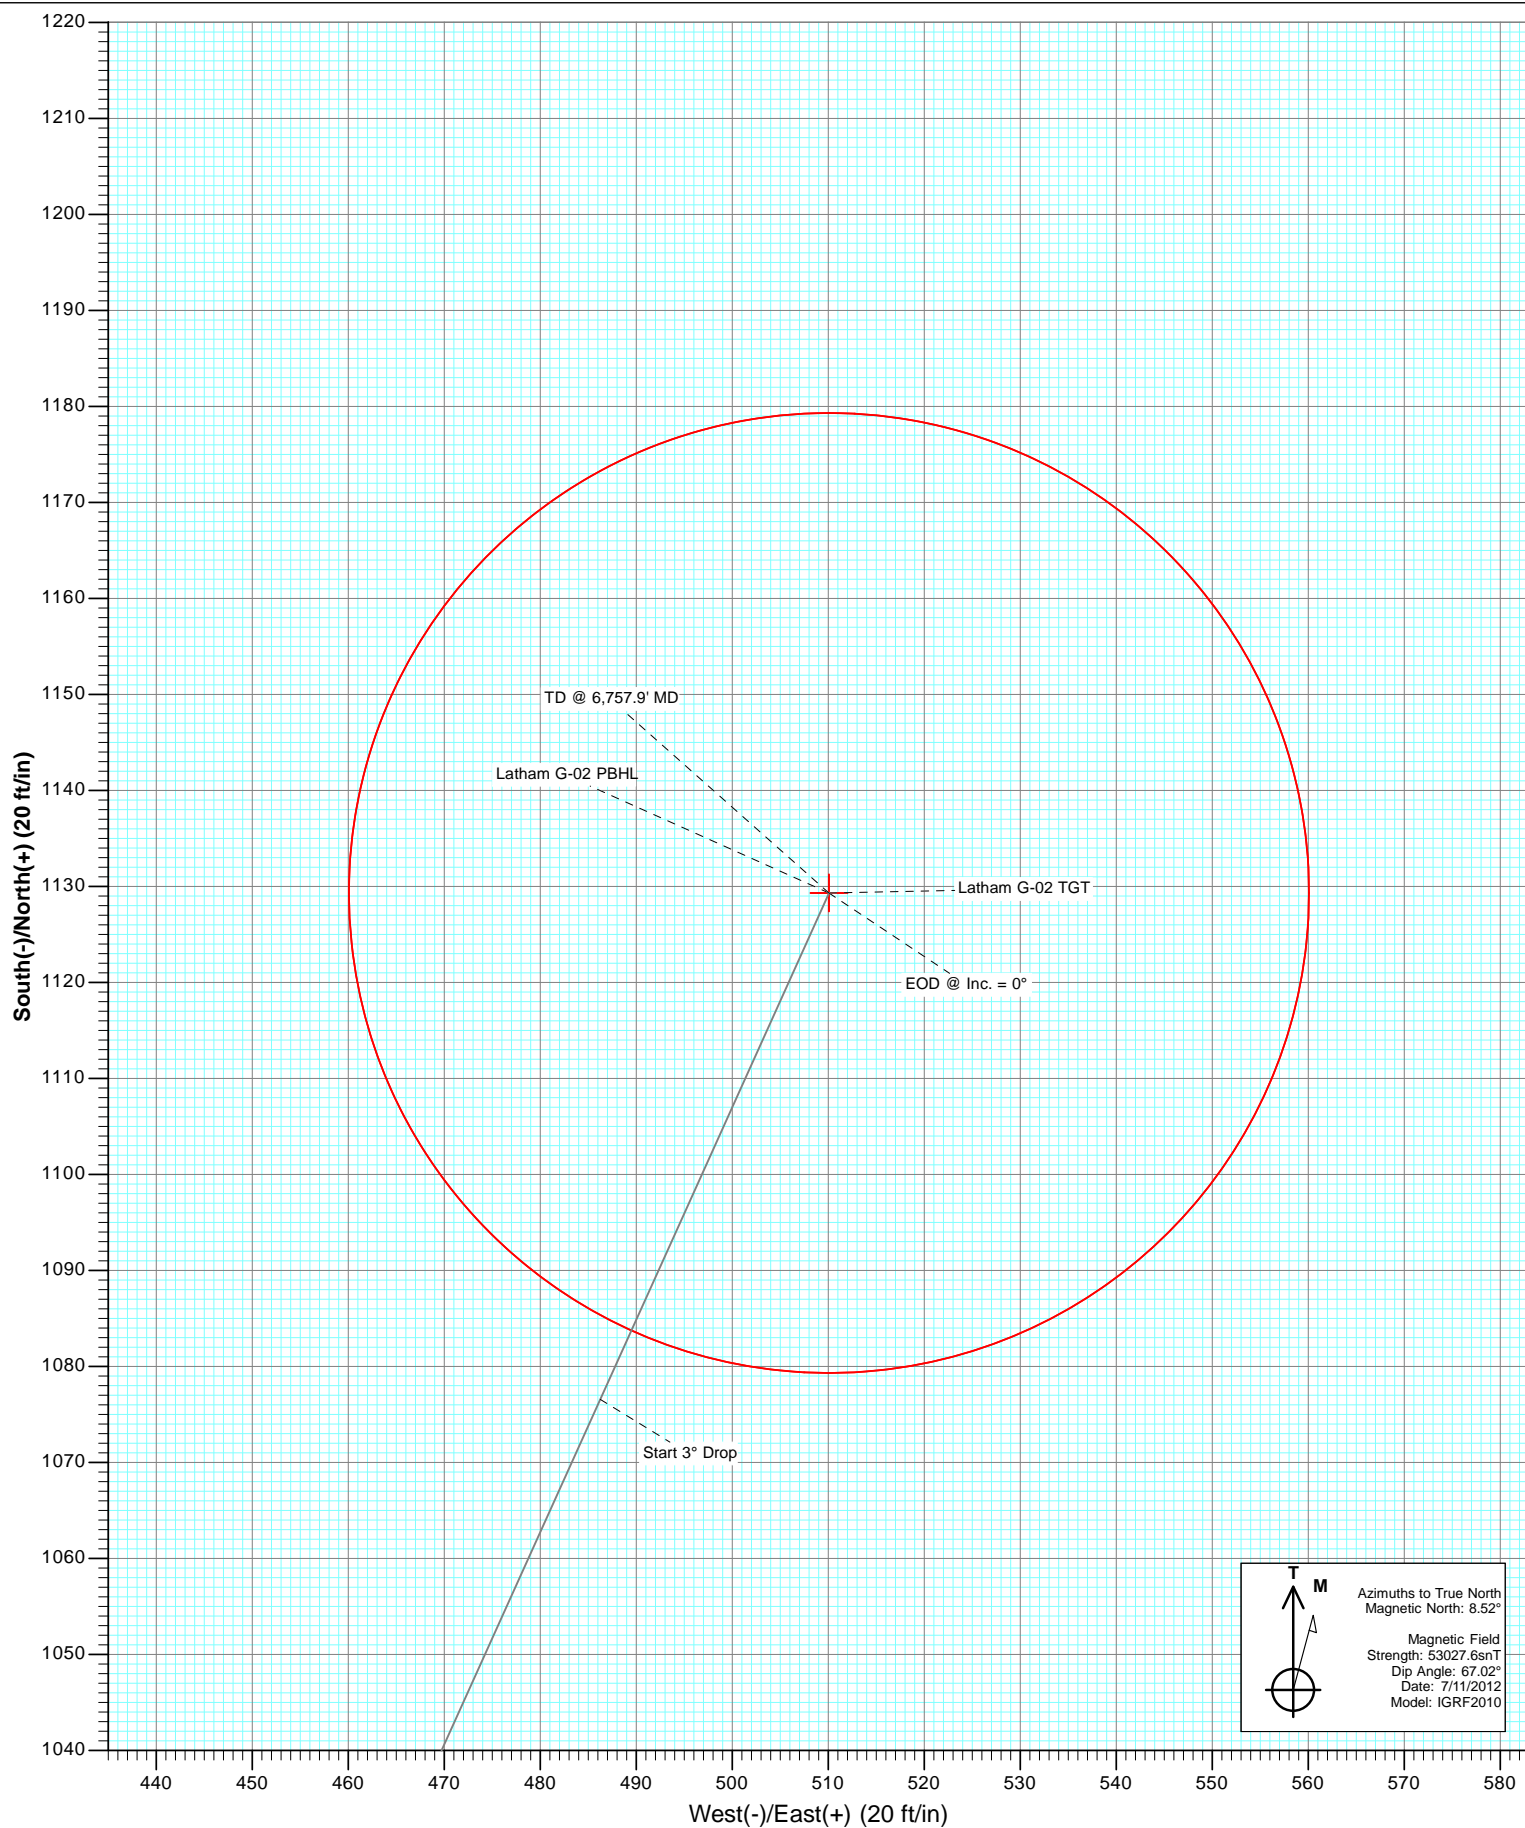 1220
1210
1200
1190
1180
1170
1160
1150
1140
1130
1120
1110
1100
1090
1080
1070
1060
1050
1040
South(-)/North(+) (20 ft/in)
TD @ 6,757.9' MD
Latham G-02 PBHL
Latham G-02 TGT
EOD @ Inc. = 0°
Start 3° Drop
T
M
Azimuths to True North
Magnetic North: 8.52°
Magnetic Field
Strength: 53027.6snT
Dip Angle: 67.02°
Date: 7/11/2012
Model: IGRF2010
440 450 460 470 480 490 500 510 520 530 540 550 560 570 580
West(-)/East(+) (20 ft/in)